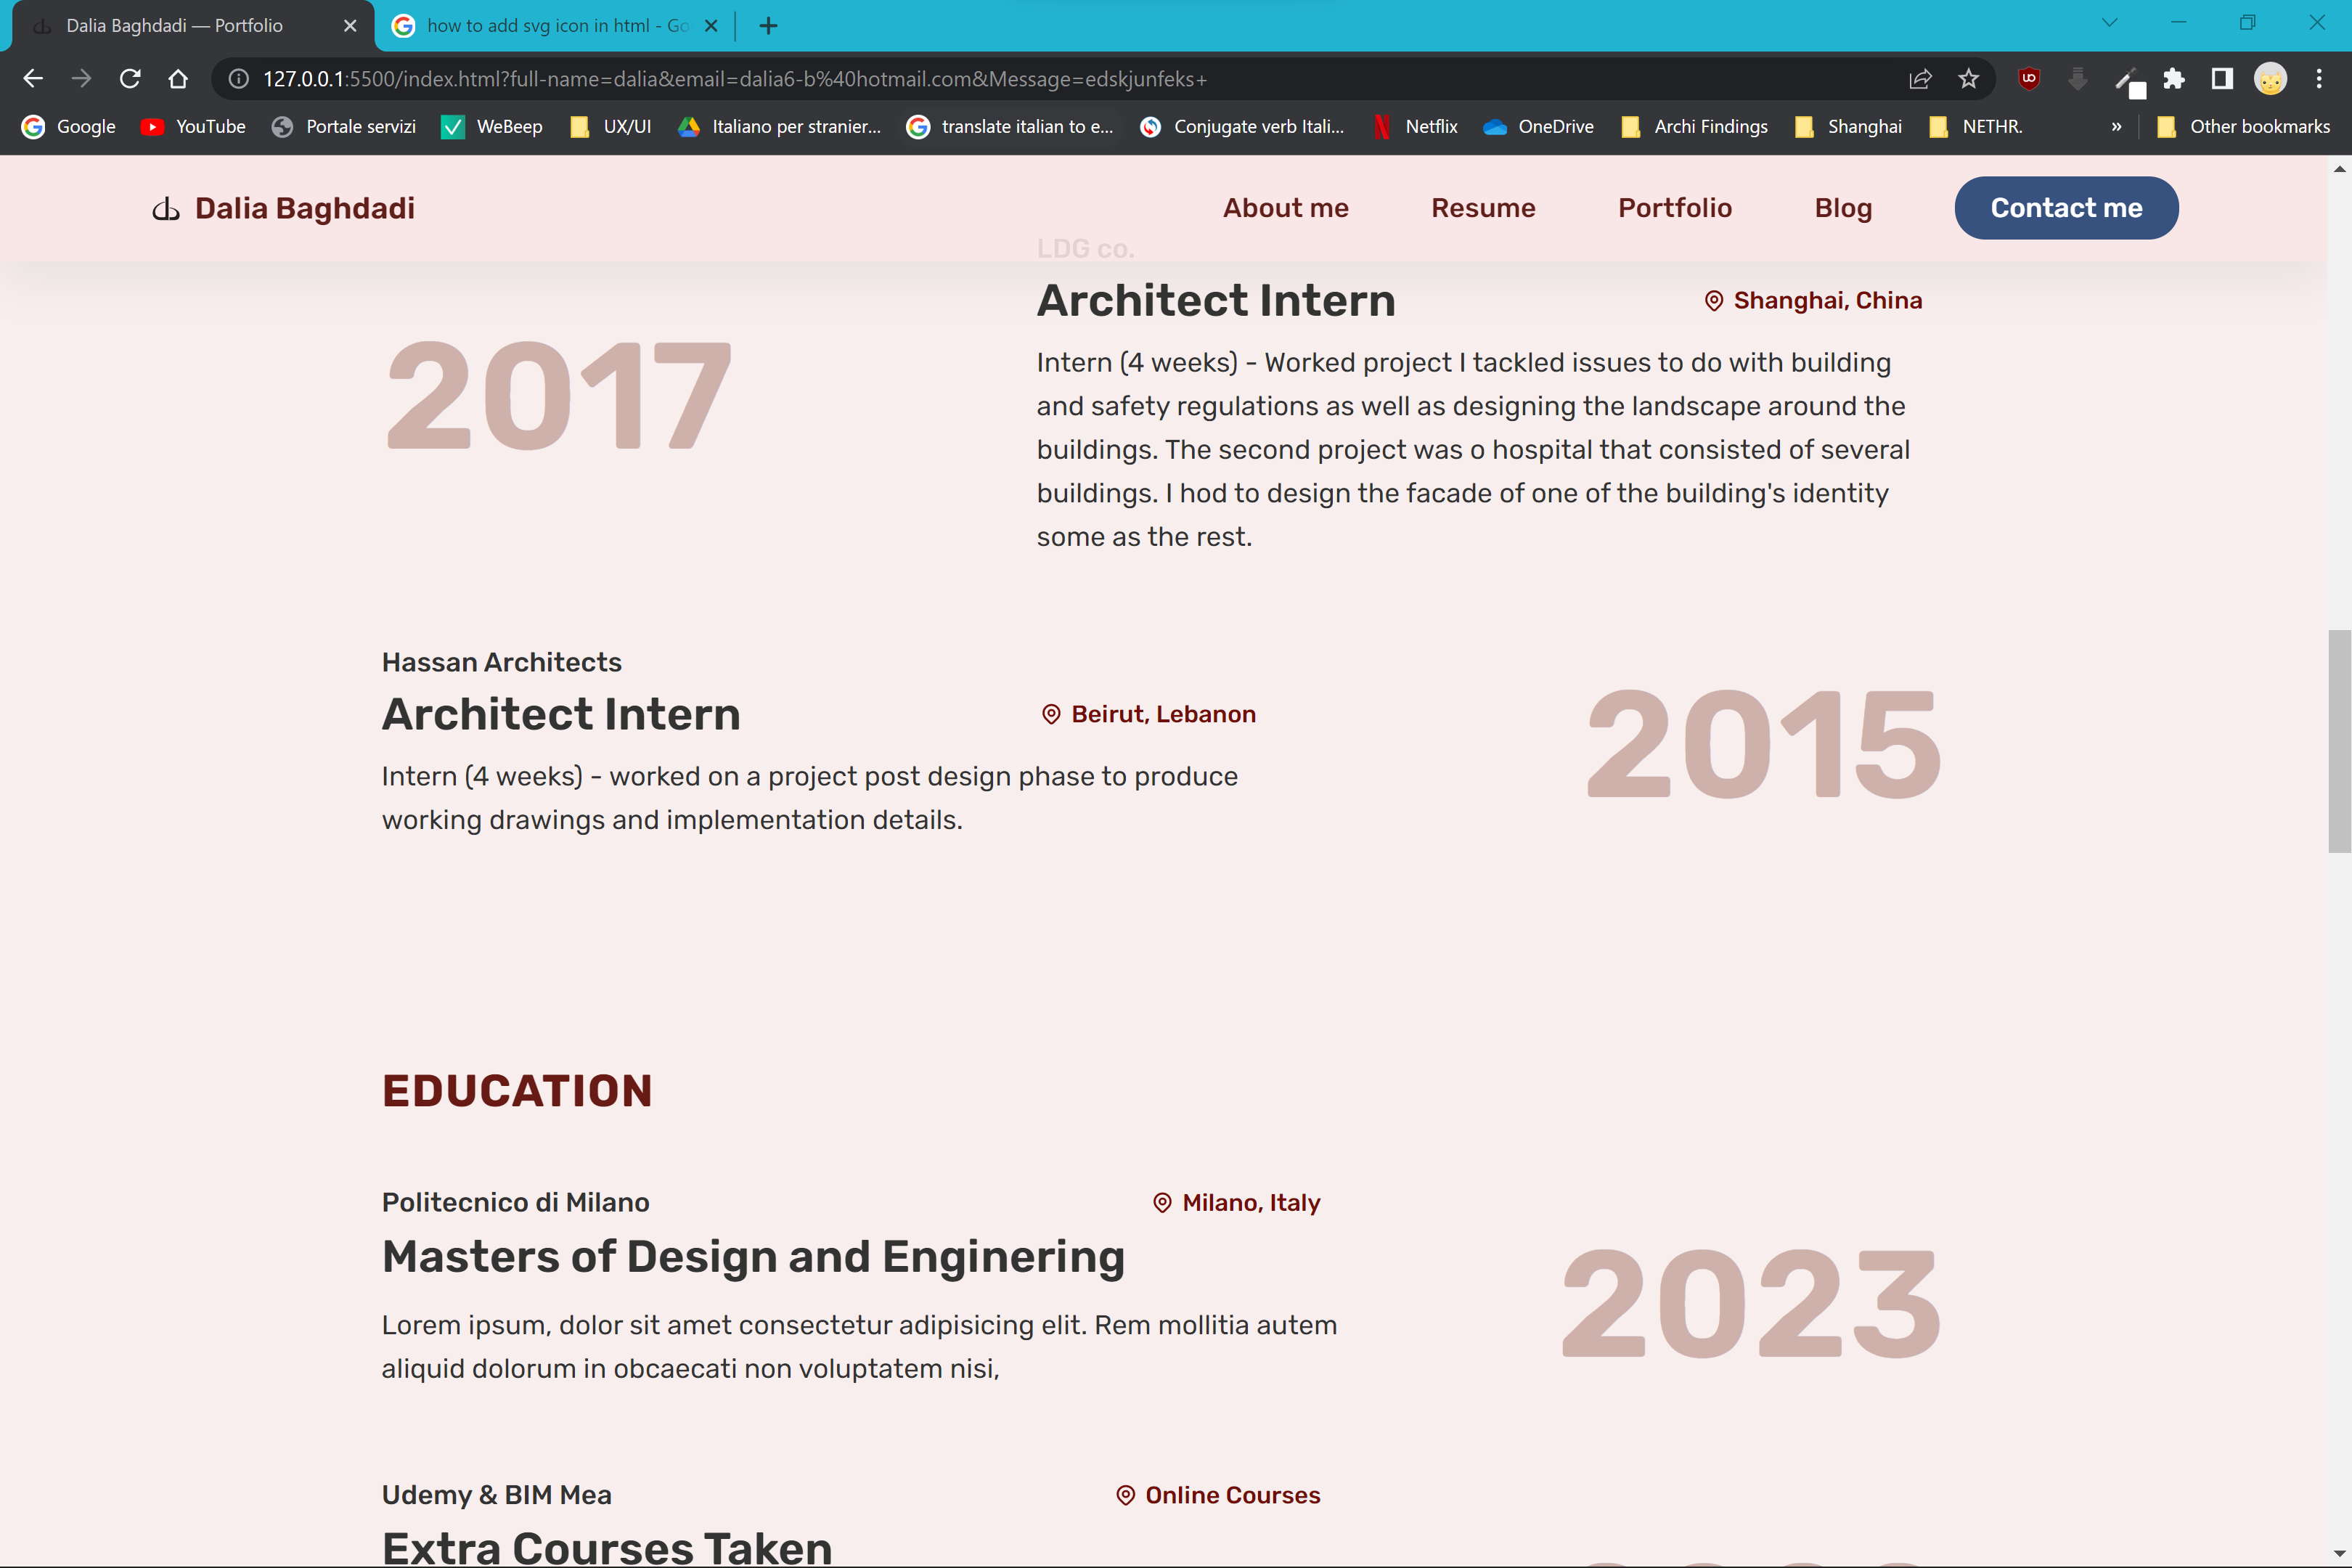 Dalia Baghdadi — Portfolio
how to add svg icon in html - Go
127.0.0.1:5500/index.html?full-name=dalia&email=dalia6-b%40hotmail.com&Message=edskjunfeks+
Google YouTube Portale servizi WeBeep UX/UI Italiano per stranier... translate italian to e... Conjugate verb Itali... Netflix OneDrive Archi Findings Shanghai NETHR. » Other bookmarks
Dalia Baghdadi
About me Resume Portfolio Blog Contact me
LDG co.
Architect Intern
Shanghai, China
2017
Intern (4 weeks) - Worked project I tackled issues to do with building
and safety regulations as well as designing the landscape around the
buildings. The second project was o hospital that consisted of several
buildings. I hod to design the facade of one of the building's identity
some as the rest.
Hassan Architects
Architect Intern
Beirut, Lebanon
2015
Intern (4 weeks) - worked on a project post design phase to produce
working drawings and implementation details.
EDUCATION
Politecnico di Milano
Milano, Italy
Masters of Design and Enginering
2023
Lorem ipsum, dolor sit amet consectetur adipisicing elit. Rem mollitia autem
aliquid dolorum in obcaecati non voluptatem nisi,
Udemy & BIM Mea
Online Courses
Extra Courses Taken